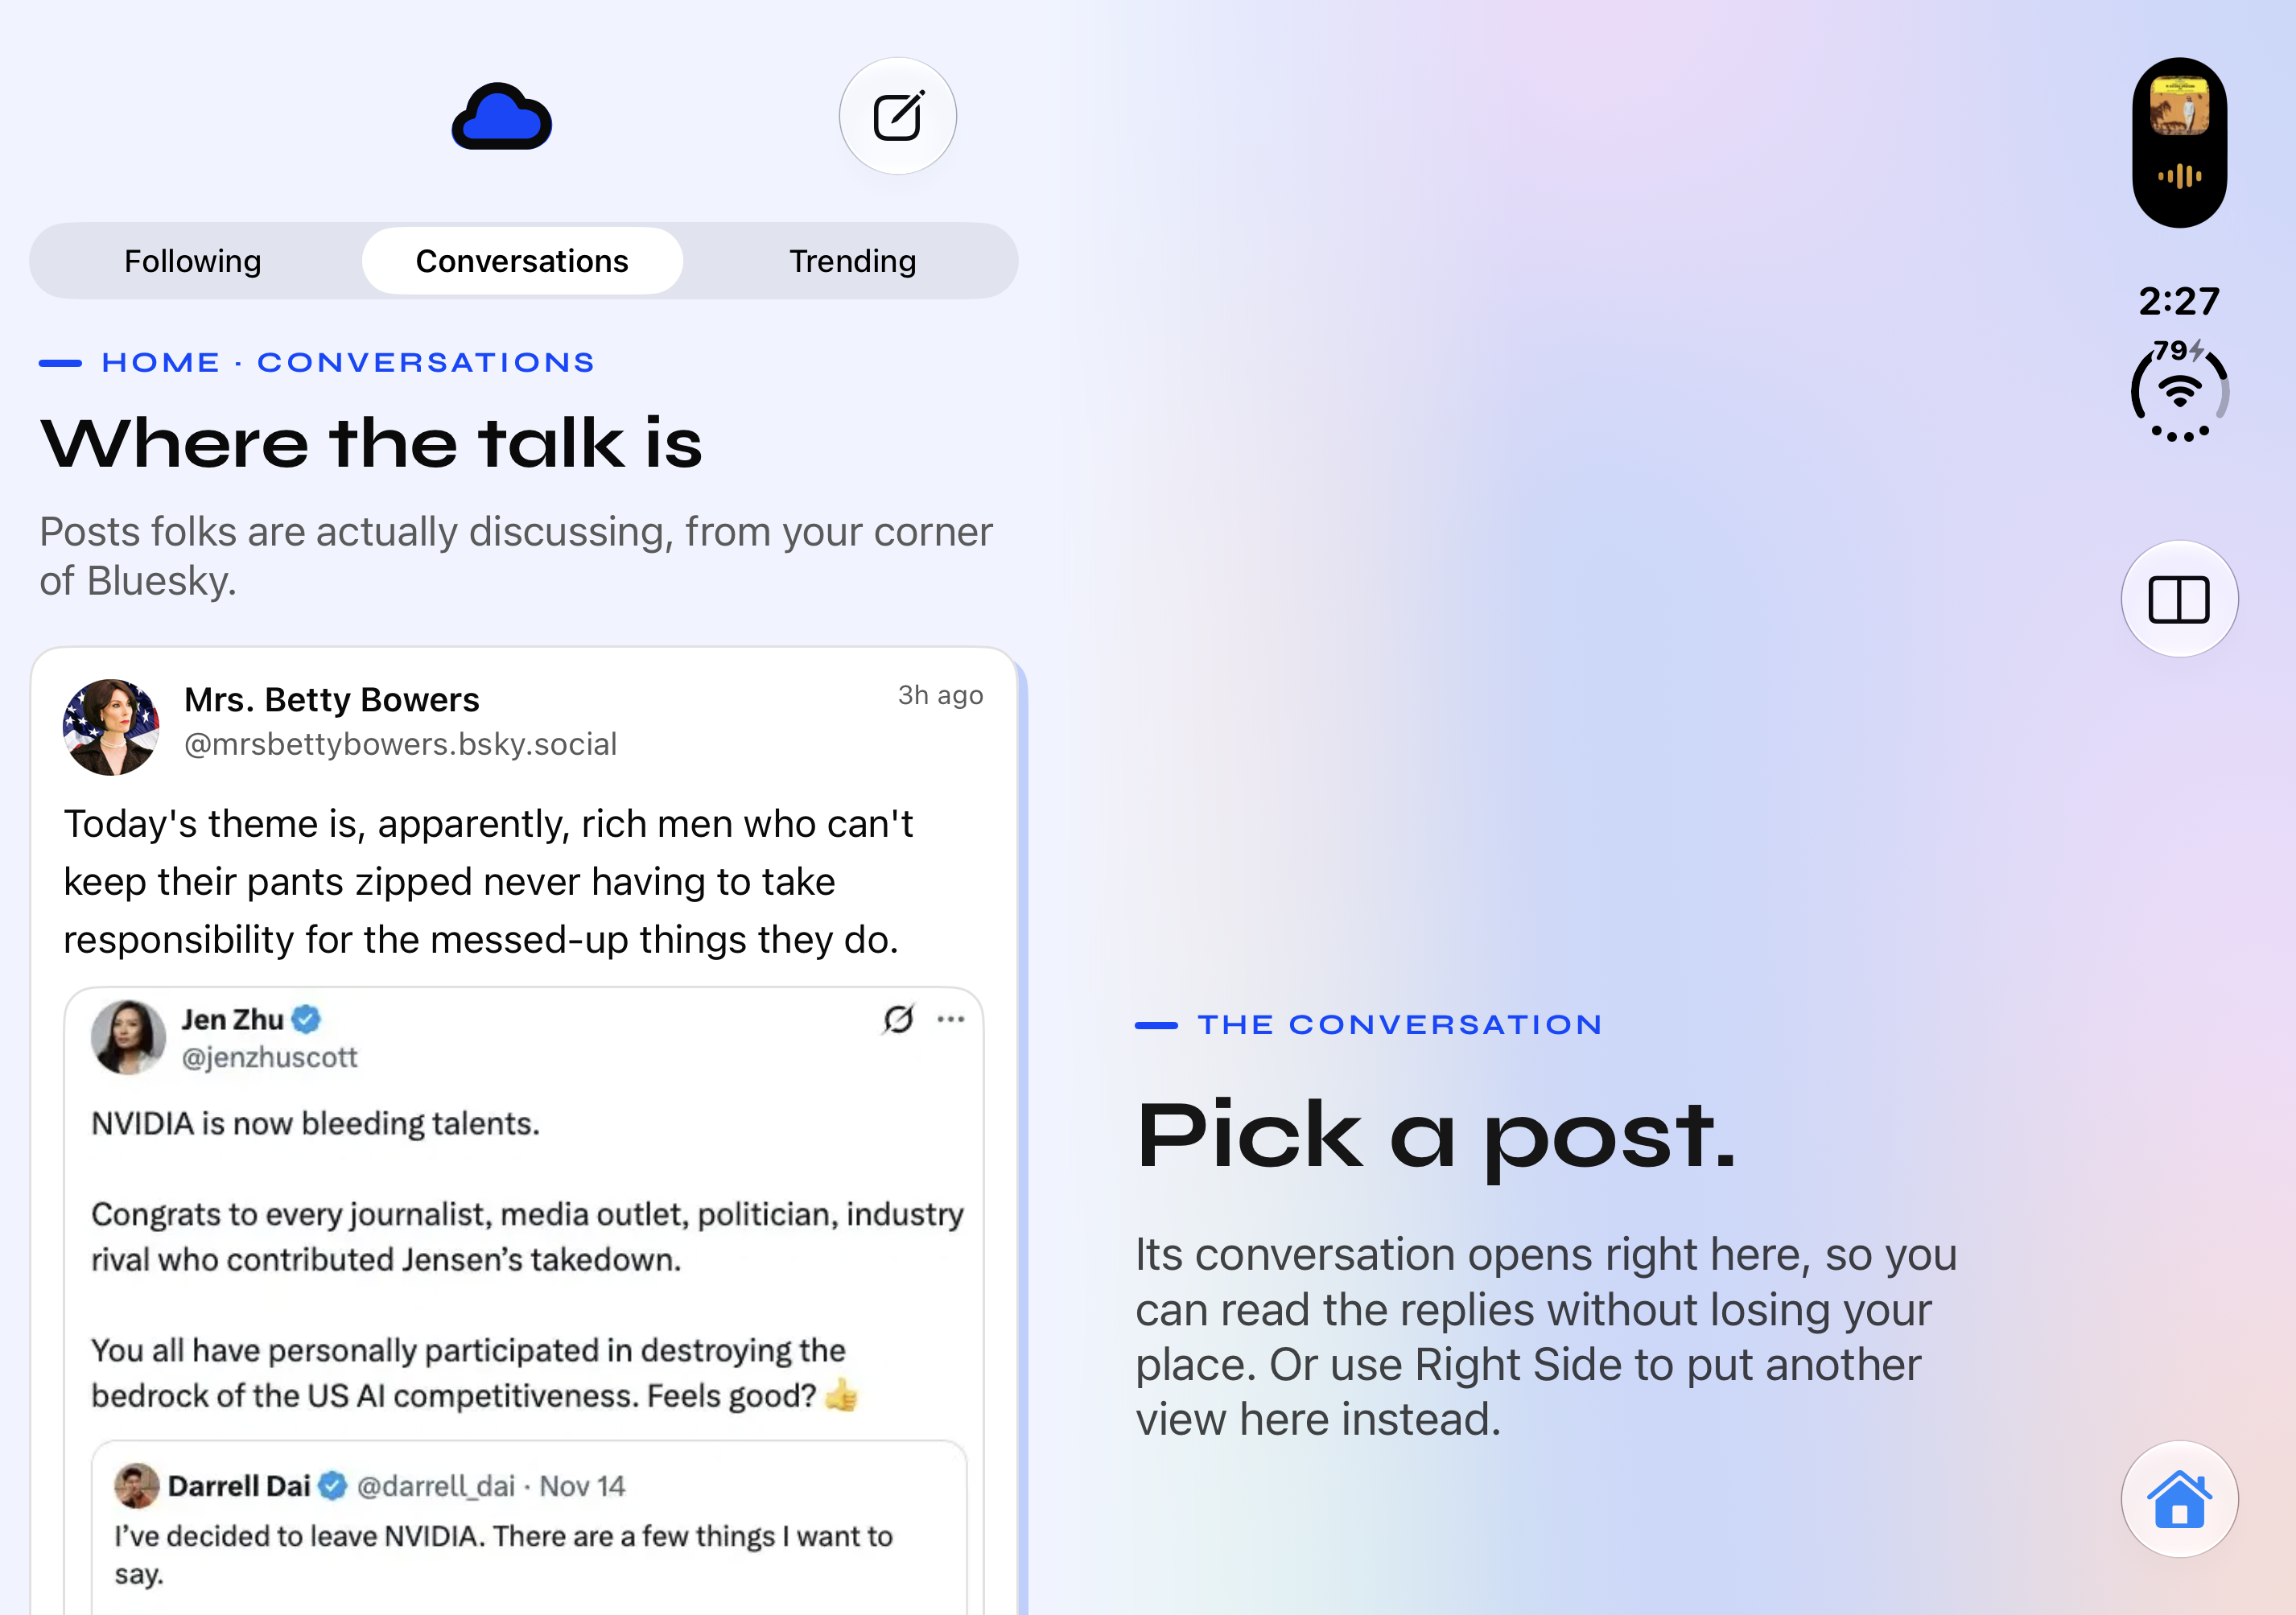 Following
Conversations
Trending
HOME · CONVERSATIONS
Where the talk is
Posts folks are actually discussing, from your corner
of Bluesky.
Mrs. Betty Bowers
3h ago
@mrsbettybowers.bsky.social
Today's theme is, apparently, rich men who can't
keep their pants zipped never having to take
responsibility for the messed-up things they do.
Jen Zhu
@jenzhuscott
NVIDIA is now bleeding talents.
Congrats to every journalist, media outlet, politician, industry
rival who contributed Jensen’s takedown.
You all have personally participated in destroying the
bedrock of the US AI competitiveness. Feels good? 👍
Darrell Dai @darrell_dai · Nov 14
I’ve decided to leave NVIDIA. There are a few things I want to
say.
THE CONVERSATION
Pick a post.
Its conversation opens right here, so you
can read the replies without losing your
place. Or use Right Side to put another
view here instead.
2:27
79